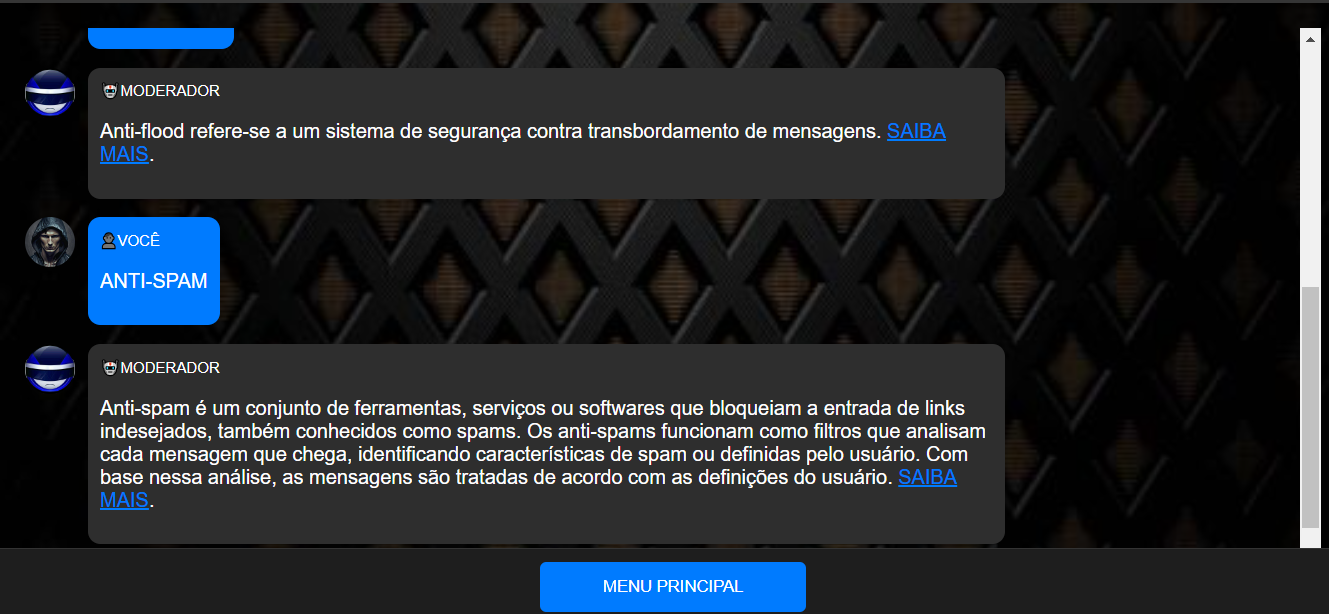 MODERADOR
Anti-flood refere-se a um sistema de segurança contra transbordamento de mensagens. SAIBA
MAIS.
VOCÊ
ANTI-SPAM
MODERADOR
Anti-spam é um conjunto de ferramentas, serviços ou softwares que bloqueiam a entrada de links
indesejados, também conhecidos como spams. Os anti-spams funcionam como filtros que analisam
cada mensagem que chega, identificando características de spam ou definidas pelo usuário. Com
base nessa análise, as mensagens são tratadas de acordo com as definições do usuário. SAIBA
MAIS.
MENU PRINCIPAL